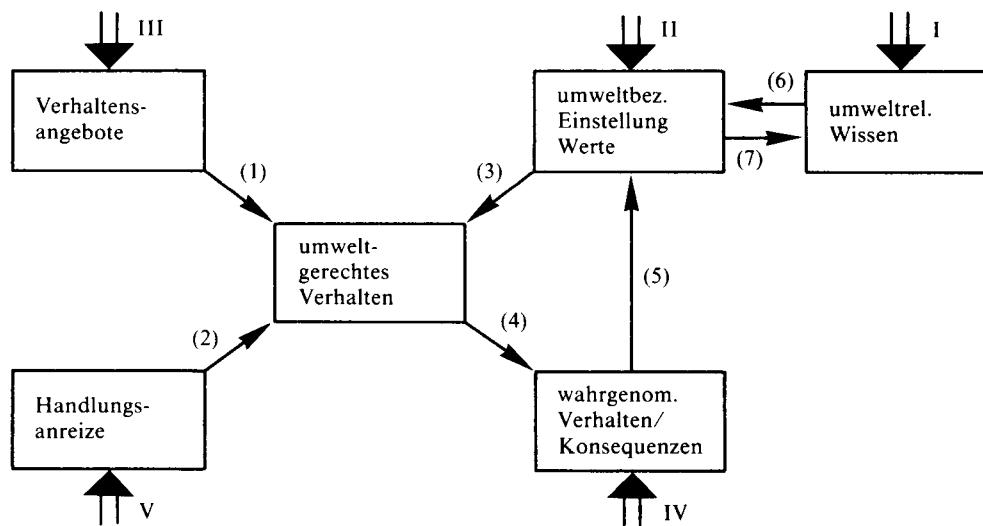 III
II
I
Verhaltens-
angebote
umweltbez.
Einstellung
Werte
umweltrel.
Wissen
(6)
(7)
(1)
(3)
umwelt-
gerechtes
Verhalten
(5)
(2)
(4)
Handlungs-
anreize
wahrgenom.
Verhalten/
Konsequenzen
V
IV